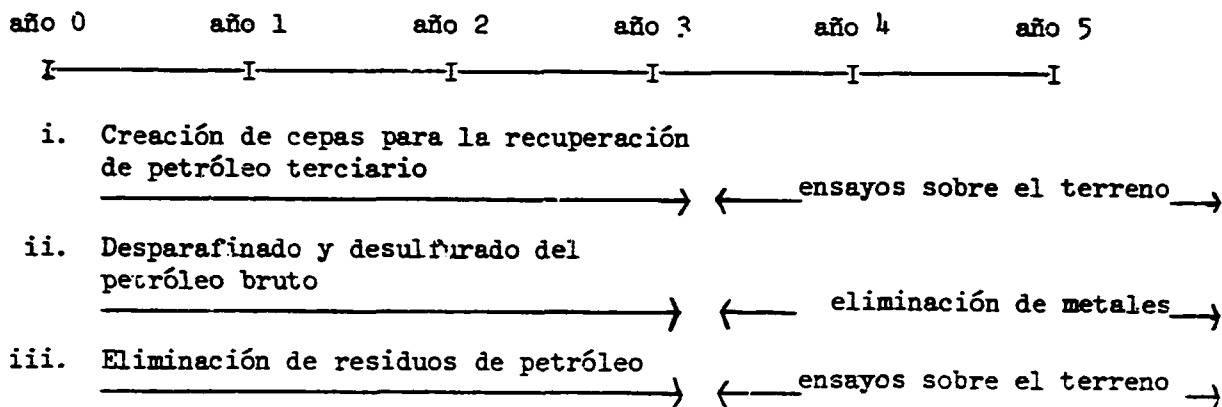 año 0 año 1 año 2 año 3 año 4 año 5
i. Creación de cepas para la recuperación
de petróleo terciario
ensayos sobre el terreno
ii. Desparafinado y desulfurado del
petróleo bruto
eliminación de metales
iii. Eliminación de residuos de petróleo
ensayos sobre el terreno